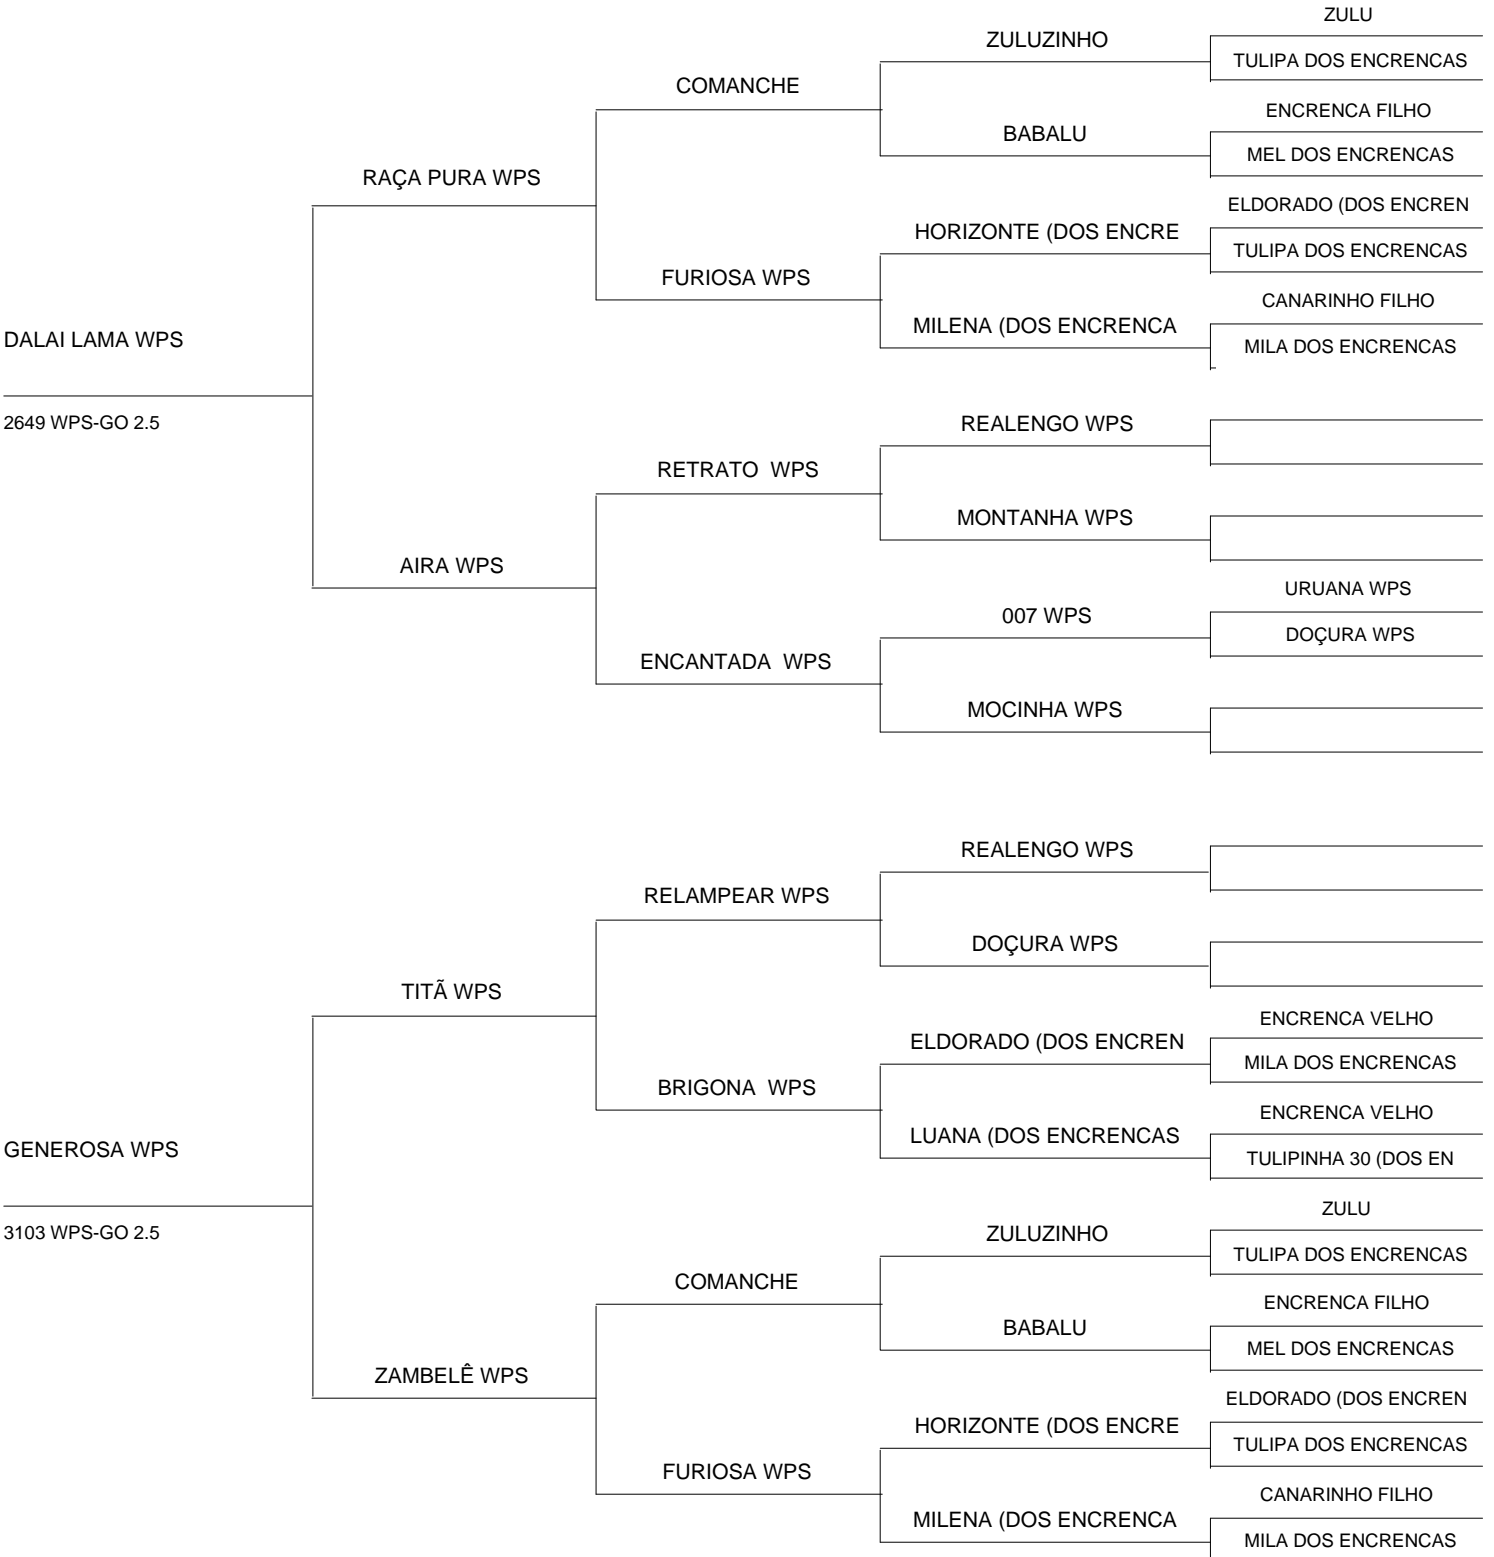 ZULU
ZULUZINHO
TULIPA DOS ENCRENCAS
COMANCHE
ENCRENCA FILHO
BABALU
MEL DOS ENCRENCAS
RAÇA PURA WPS
ELDORADO (DOS ENCREN
HORIZONTE (DOS ENCRE
TULIPA DOS ENCRENCAS
FURIOSA WPS
CANARINHO FILHO
MILENA (DOS ENCRENCA
MILA DOS ENCRENCAS
DALAI LAMA WPS
2649 WPS-GO 2.5
REALENGO WPS
RETRATO WPS
MONTANHA WPS
AIRA WPS
URUANA WPS
007 WPS
DOÇURA WPS
ENCANTADA WPS
MOCINHA WPS
REALENGO WPS
RELAMPEAR WPS
DOÇURA WPS
TITÃ WPS
ENCRENCA VELHO
ELDORADO (DOS ENCREN
MILA DOS ENCRENCAS
BRIGONA WPS
ENCRENCA VELHO
LUANA (DOS ENCRENCAS
TULIPINHA 30 (DOS EN
GENEROSA WPS
3103 WPS-GO 2.5
ZULU
ZULUZINHO
TULIPA DOS ENCRENCAS
COMANCHE
ENCRENCA FILHO
BABALU
MEL DOS ENCRENCAS
ZAMBELÊ WPS
ELDORADO (DOS ENCREN
HORIZONTE (DOS ENCRE
TULIPA DOS ENCRENCAS
FURIOSA WPS
CANARINHO FILHO
MILENA (DOS ENCRENCA
MILA DOS ENCRENCAS